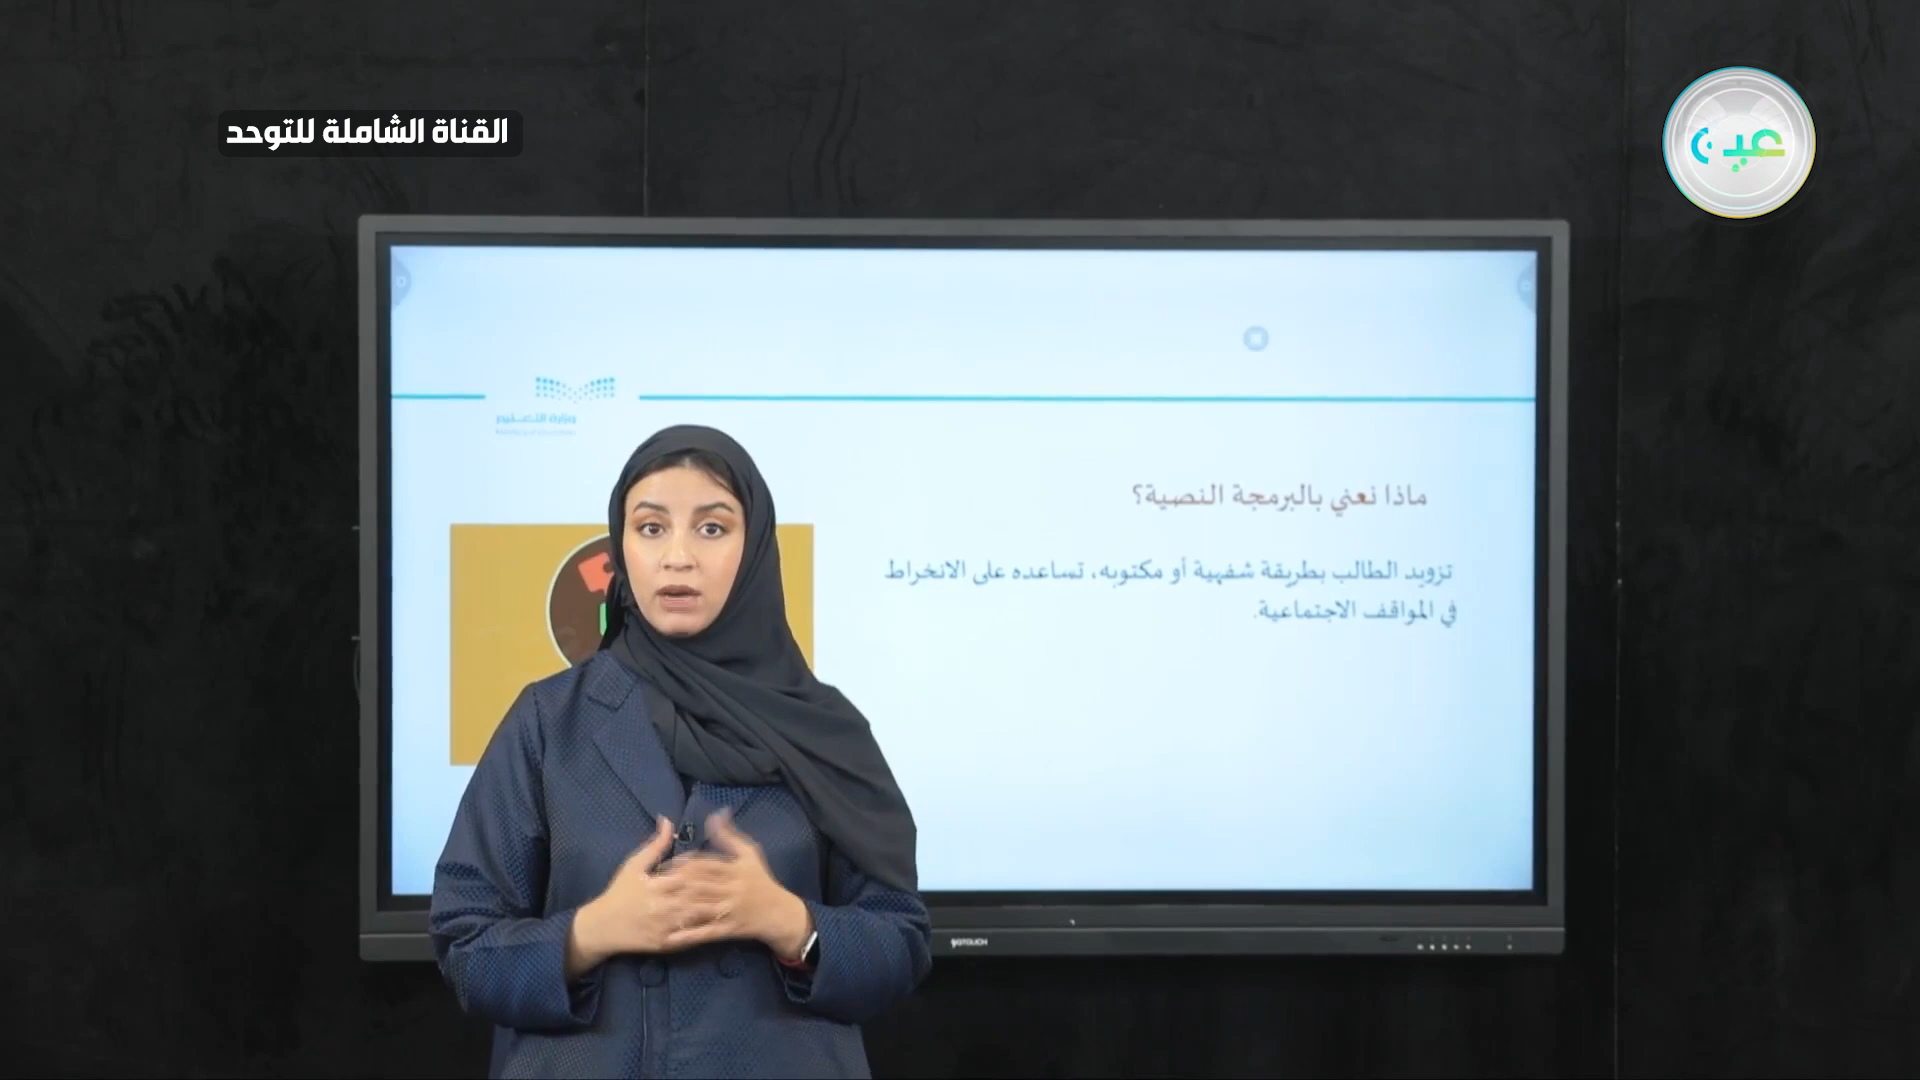 القناة الشاملة للتوحد
عين
وزارة التعليم
ماذا نعني بالبرمجة النصية؟
تزويد الطالب بطريقة شفهية أو مكتوبه، تساعده على الانخراط
في المواقف الاجتماعية.